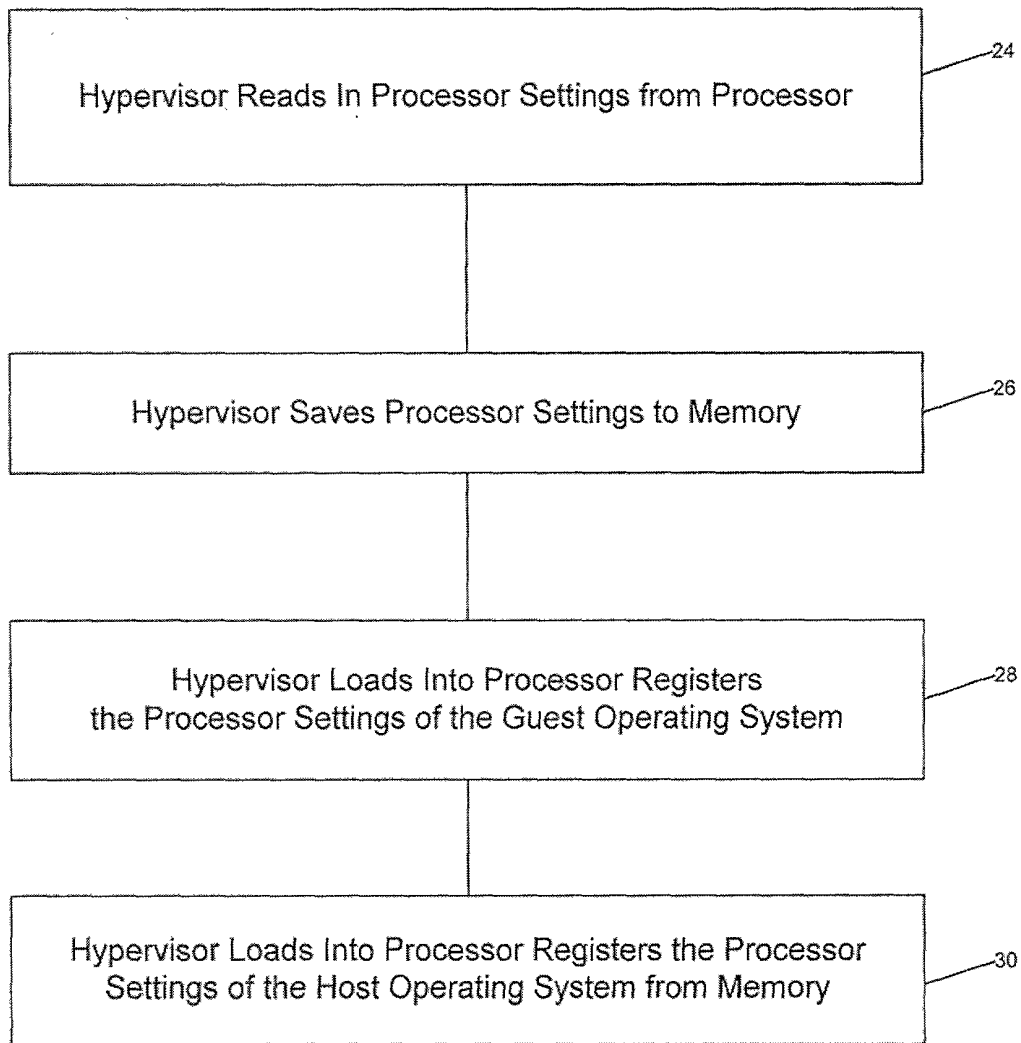 Hypervisor Reads In Processor Settings from Processor
24
Hypervisor Saves Processor Settings to Memory
26
Hypervisor Loads Into Processor Registers
the Processor Settings of the Guest Operating System
28
Hypervisor Loads Into Processor Registers the Processor
Settings of the Host Operating System from Memory
30